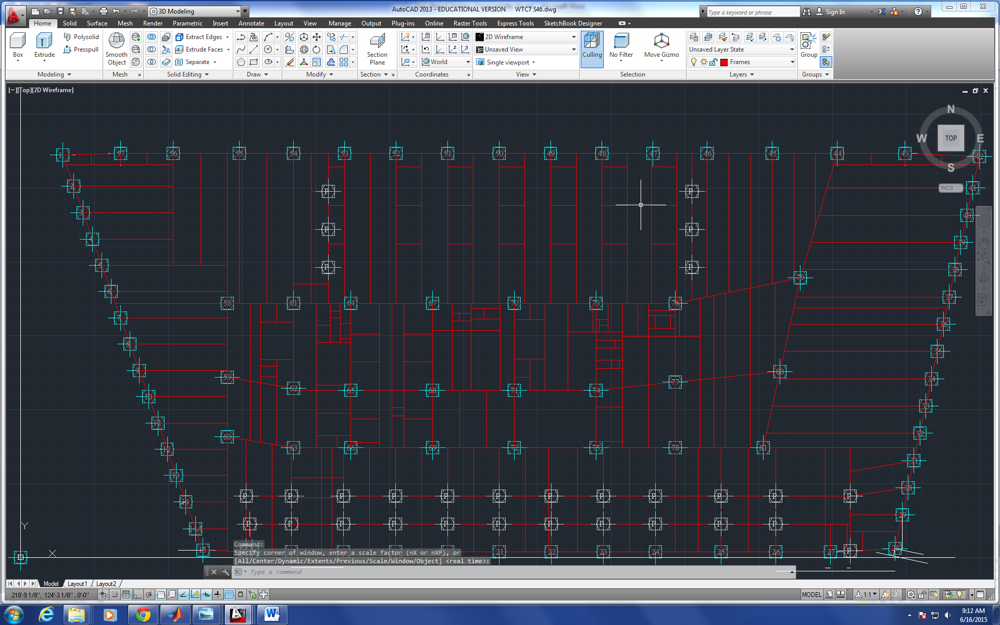 AutoCAD 2013 - EDUCATIONAL VERSION WTC7 S46.dwg
3D Modeling
Type a keyword or phrase
Sign In
Home Solid Surface Mesh Render Parametric Insert Annotate Layout View Manage Output Plug-ins Online Raster Tools Express Tools SketchBook Designer
Box
Extrude
Polysolid
Presspull
Smooth Object
Extract Edges
Extrude Faces
Separate
Section Plane
World
2D Wireframe
Unsaved View
Single viewport
Culling
No Filter
Move Gizmo
Unsaved Layer State
Frames
Group
Modeling Mesh Solid Editing Draw Modify Section Coordinates View Selection Layers Groups
[−][Top][2D Wireframe]
N
W TOP E
S
WCS
1 57 56 55 54 53 52 51 50 49 48 47 46 45 44 43 42
2 P P 41
3 40
P P
4 39
5 P P 38
79
6 37
58 61 64 67 70 73 76
7 36
8 35
9 80
59 62 65 68 71 74 77 34
10 33
11 32
60 63 66 69 72 75 78 81
12 31
13 30
P P P P P P P P P P P P
14 29
P P P P P P P P P P P
14A
15 21 22 23 24 25 26 27 P 28
Y
X
Command:
Specify corner of window, enter a scale factor (nX or nXP), or
[All/Center/Dynamic/Extents/Previous/Scale/Window/Object] <real time>:
Type a command
Model Layout1 Layout2
218'-9 1/8", 124'-3 1/8" , 0'-0"
MODEL
1:1
9:12 AM
6/16/2015